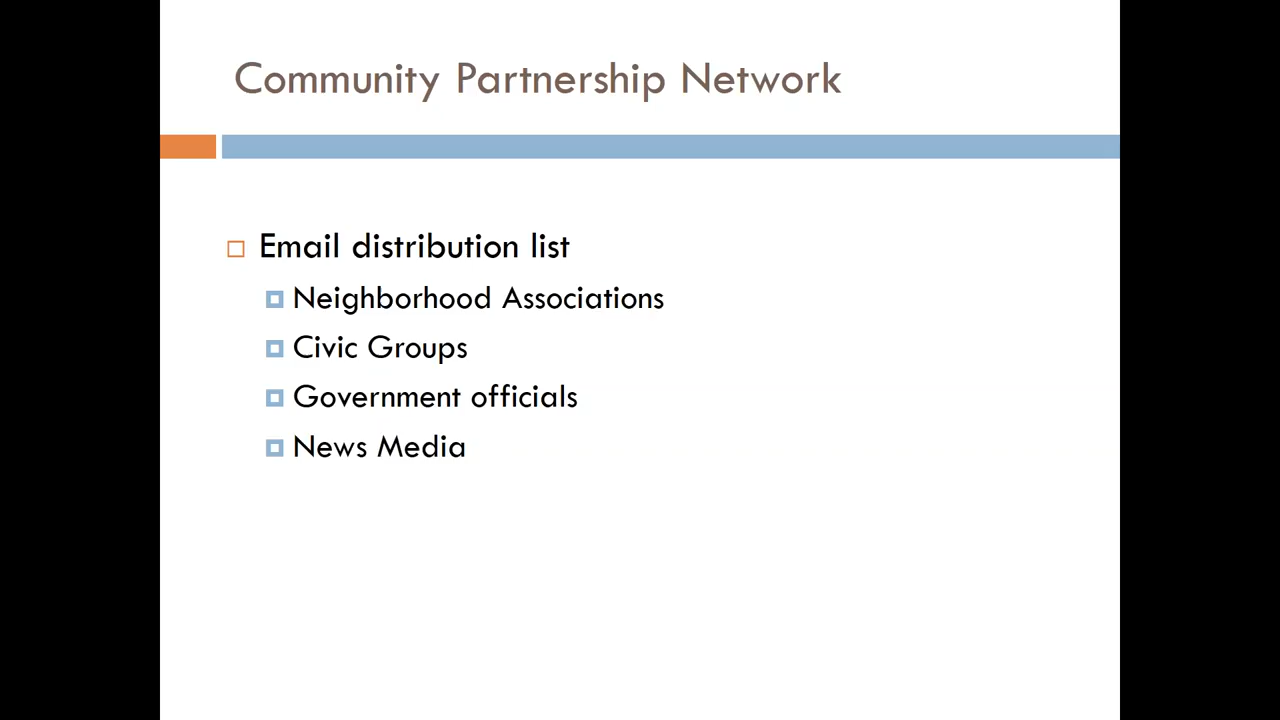 Community Partnership Network
Email distribution list
Neighborhood Associations
Civic Groups
Government officials
News Media